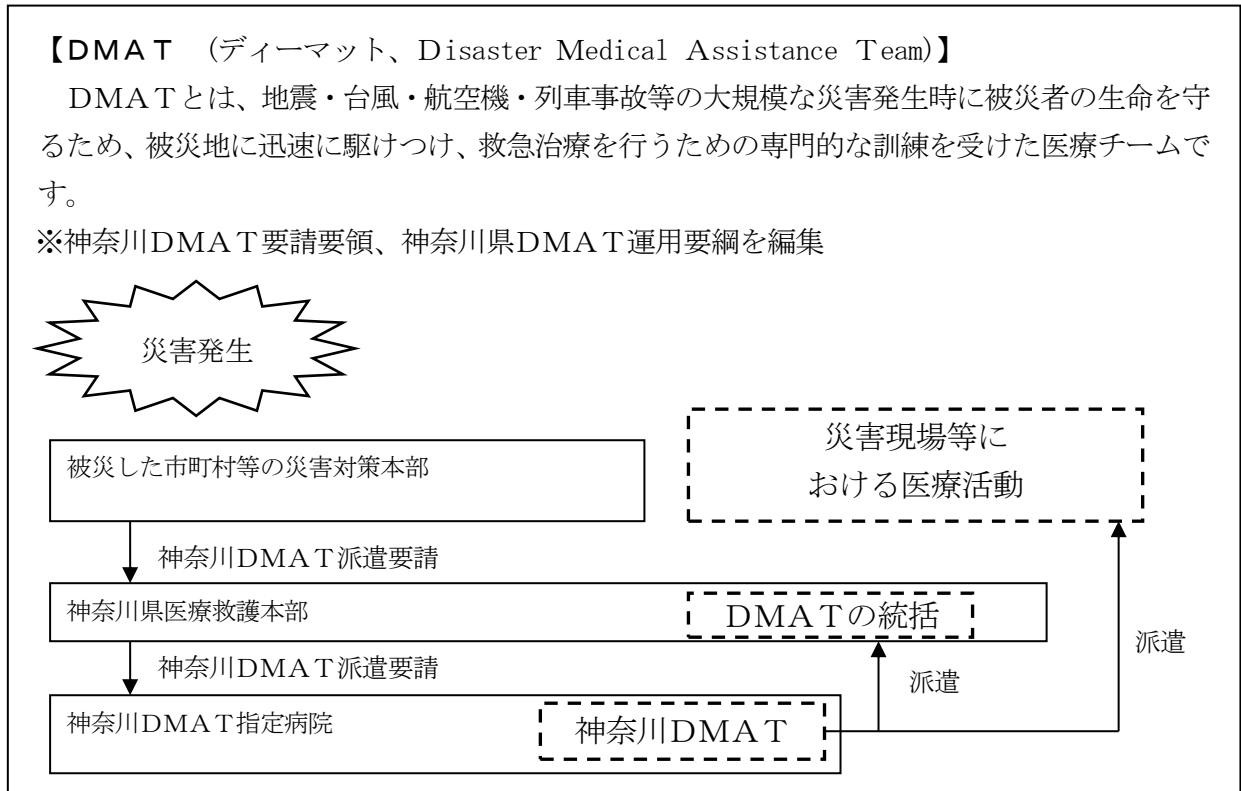 【DMAT (ディーマット、Disaster Medical Assistance Team)】
DMATとは、地震・台風・航空機・列車事故等の大規模な災害発生時に被災者の生命を守
るため、被災地に迅速に駆けつけ、救急治療を行うための専門的な訓練を受けた医療チームで
す。
※神奈川DMAT要請要領、神奈川県DMAT運用要綱を編集
災害発生
災害現場等に
おける医療活動
被災した市町村等の災害対策本部
神奈川DMAT派遣要請
神奈川県医療救護本部
DMATの統括
派遣
神奈川DMAT派遣要請
派遣
神奈川DMAT指定病院
神奈川DMAT